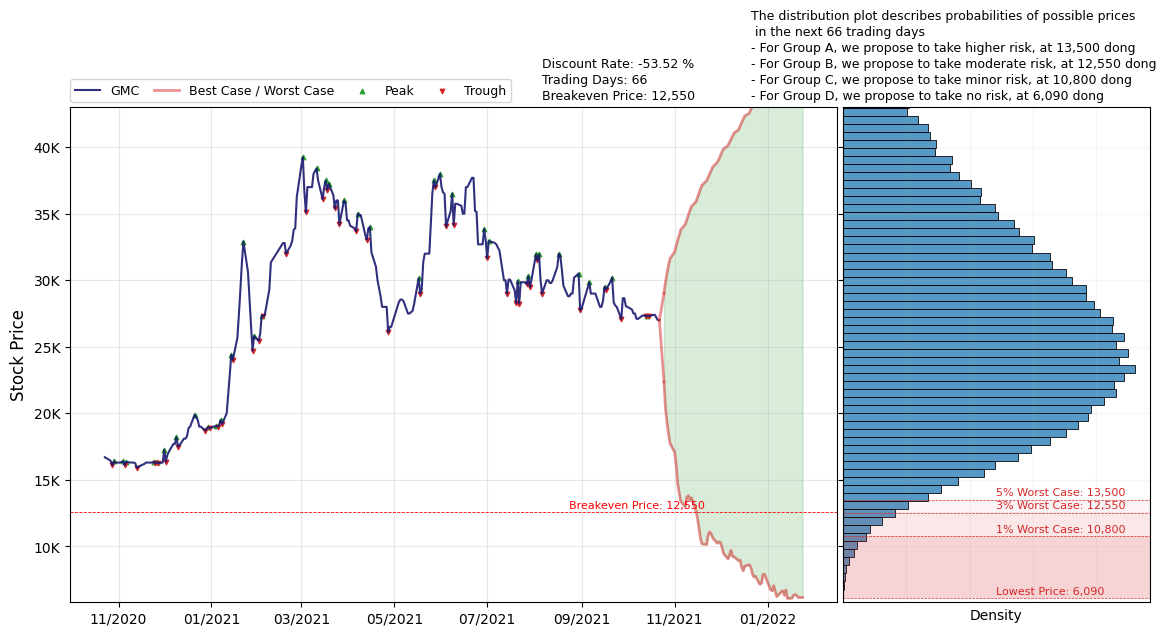 The distribution plot describes probabilities of possible prices
in the next 66 trading days
- For Group A, we propose to take higher risk, at 13,500 dong
- For Group B, we propose to take moderate risk, at 12,550 dong
- For Group C, we propose to take minor risk, at 10,800 dong
- For Group D, we propose to take no risk, at 6,090 dong
Discount Rate: -53.52 %
Trading Days: 66
Breakeven Price: 12,550
GMC
Best Case / Worst Case
Peak
Trough
Stock Price
40K
35K
30K
25K
20K
15K
10K
Breakeven Price: 12,550
5% Worst Case: 13,500
3% Worst Case: 12,550
1% Worst Case: 10,800
Lowest Price: 6,090
11/2020
01/2021
03/2021
05/2021
07/2021
09/2021
11/2021
01/2022
Density